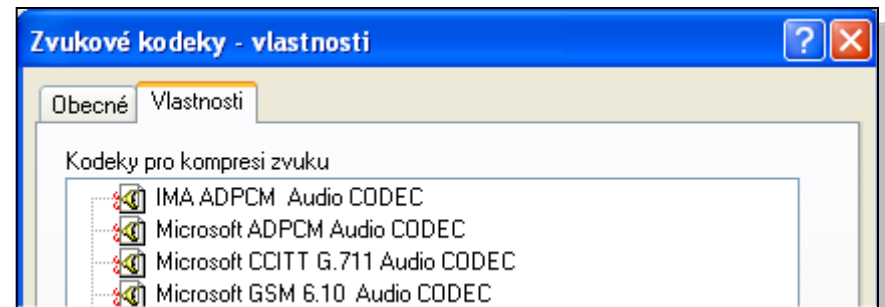 Zvukové kodeky - vlastnosti
Obecné Vlastnosti
Kodeky pro kompresi zvuku
IMA ADPCM Audio CODEC
Microsoft ADPCM Audio CODEC
Microsoft CCITT G.711 Audio CODEC
Microsoft GSM 6.10 Audio CODEC